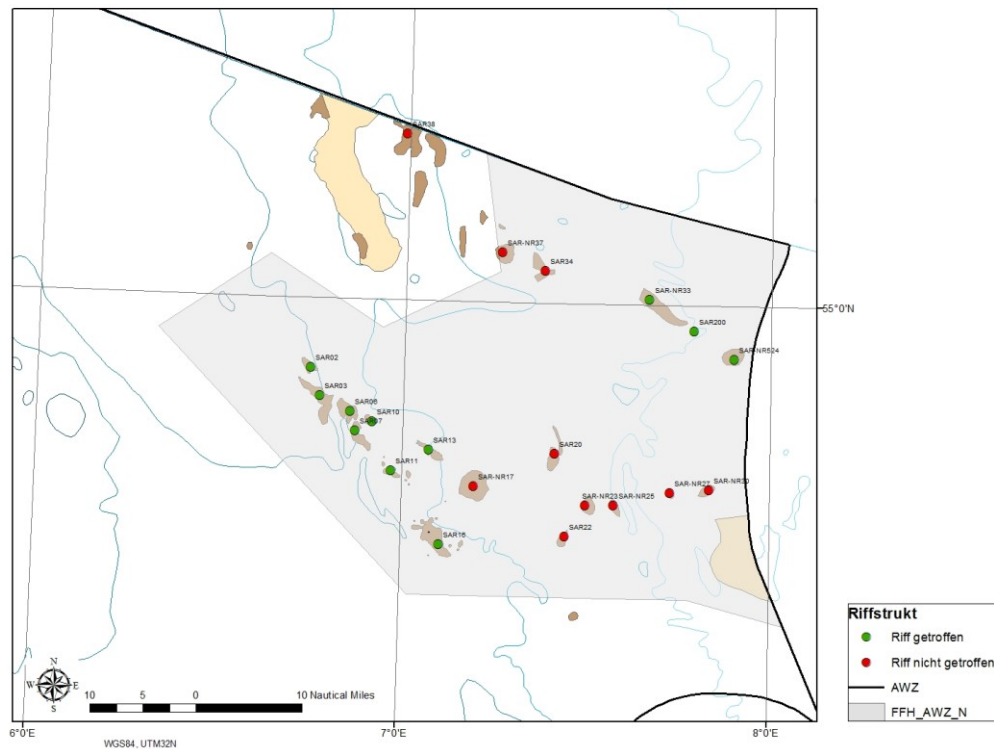 SAR38
SAR-NR37
SAR34
SAR-NR33
55°0'N
SAR200
SAR-NR524
SAR02
SAR03
SAR06
SAR10
SAR07
SAR13
SAR20
SAR11
SAR-NR17
SAR-NR27
SAR-NR30
SAR-NR23
SAR-NR25
SAR22
SAR16
Riffstrukt
Riff getroffen
Riff nicht getroffen
AWZ
FFH_AWZ_N
N
W E
S
10 5 0 10 Nautical Miles
6°0'E 7°0'E 8°0'E
WGS84, UTM32N